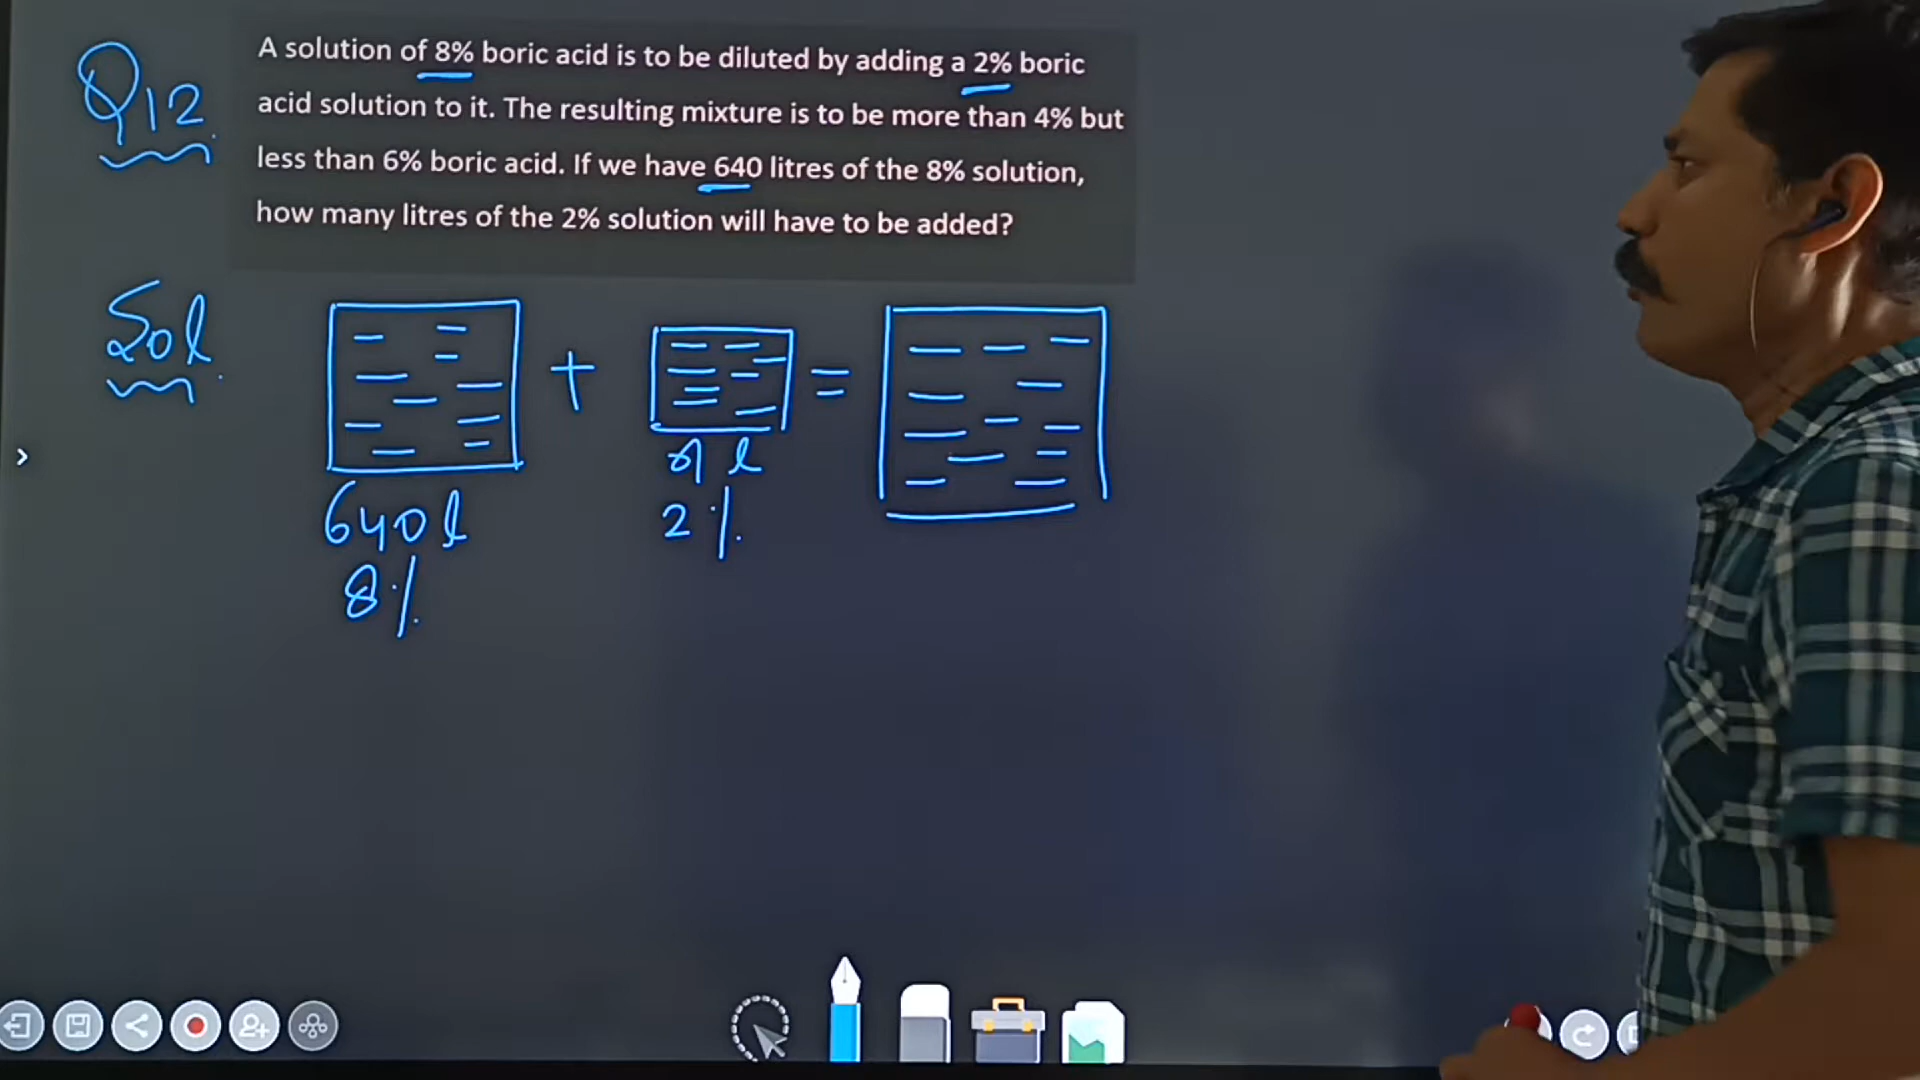 Q12.
A solution of 8% boric acid is to be diluted by adding a 2% boric
acid solution to it. The resulting mixture is to be more than 4% but
less than 6% boric acid. If we have 640 litres of the 8% solution,
how many litres of the 2% solution will have to be added?
Sol.
+ =
640 l
8%
x l
2%